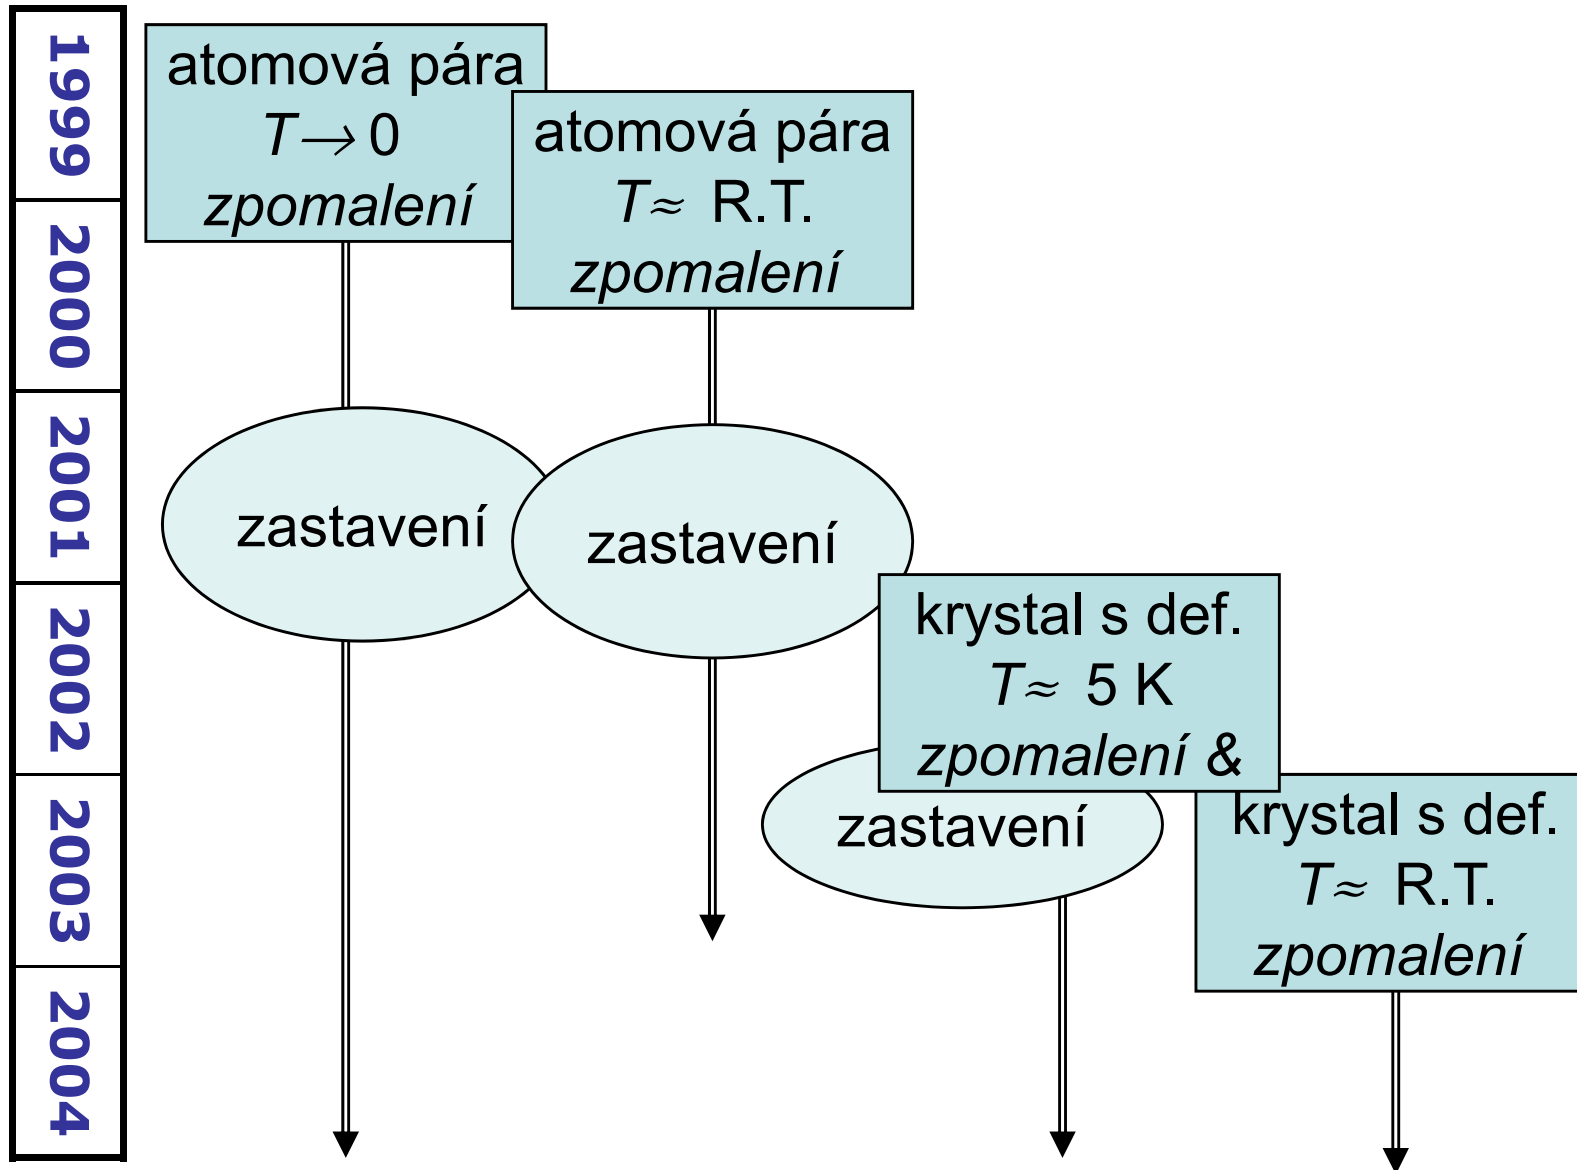 1999
2000
2001
2002
2003
2004
atomová pára
T→ 0
zpomalení
atomová pára
T≈ R.T.
zpomalení
zastavení
zastavení
krystal s def.
T≈ 5 K
zpomalení &
zastavení
krystal s def.
T≈ R.T.
zpomalení